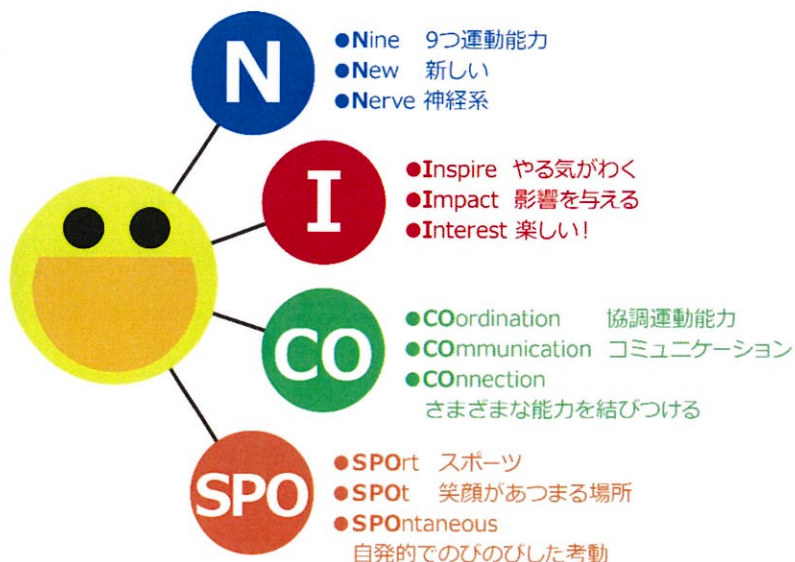 N
●Nine 9つ運動能力
●New 新しい
●Nerve 神経系
I
●Inspire やる気がわく
●Impact 影響を与える
●Interest 楽しい!
CO
●COordination 協調運動能力
●COmmunication コミュニケーション
●COnnection
さまざまな能力を結びつける
SPO
●SPOrt スポーツ
●SPOt 笑顔があつまる場所
●SPOntaneous
自発的でのびのびした考動